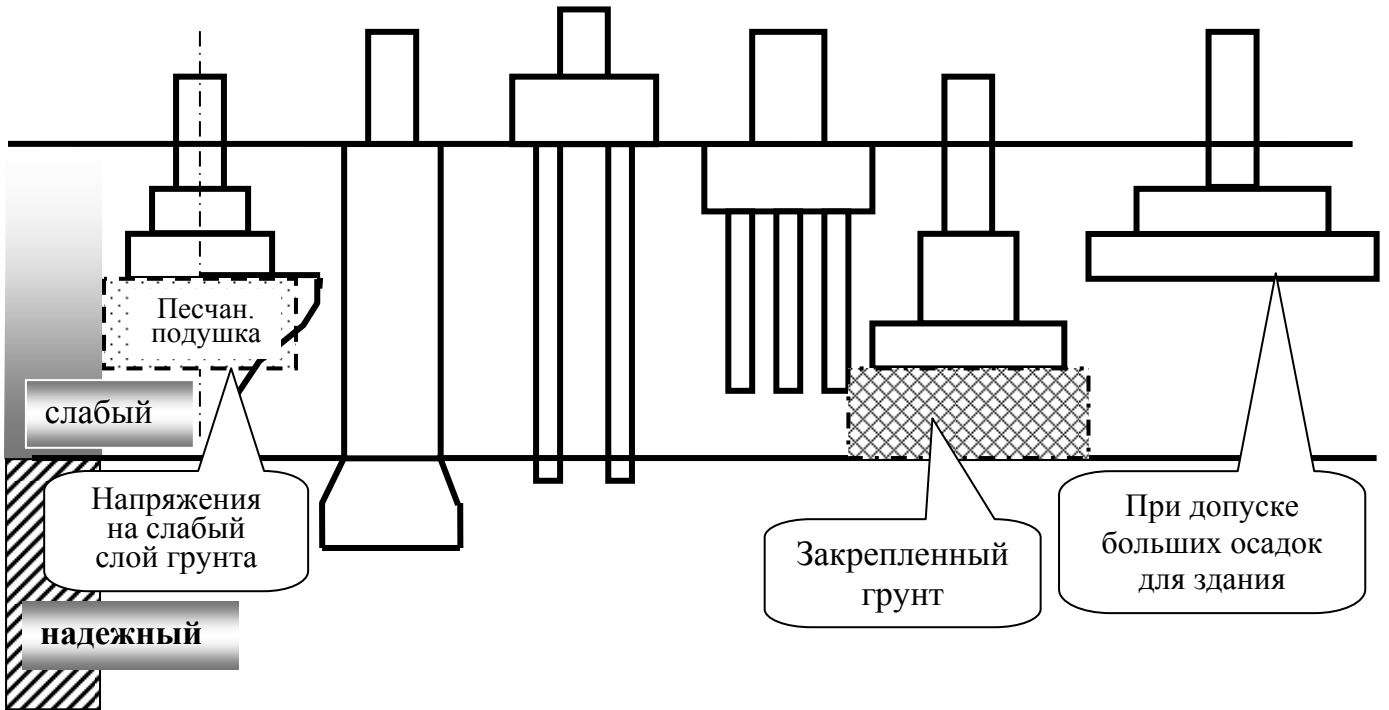 Песчан.
подушка
слабый
Напряжения
на слабый
слой грунта
надежный
Закрепленный
грунт
При допуске
больших осадок
для здания